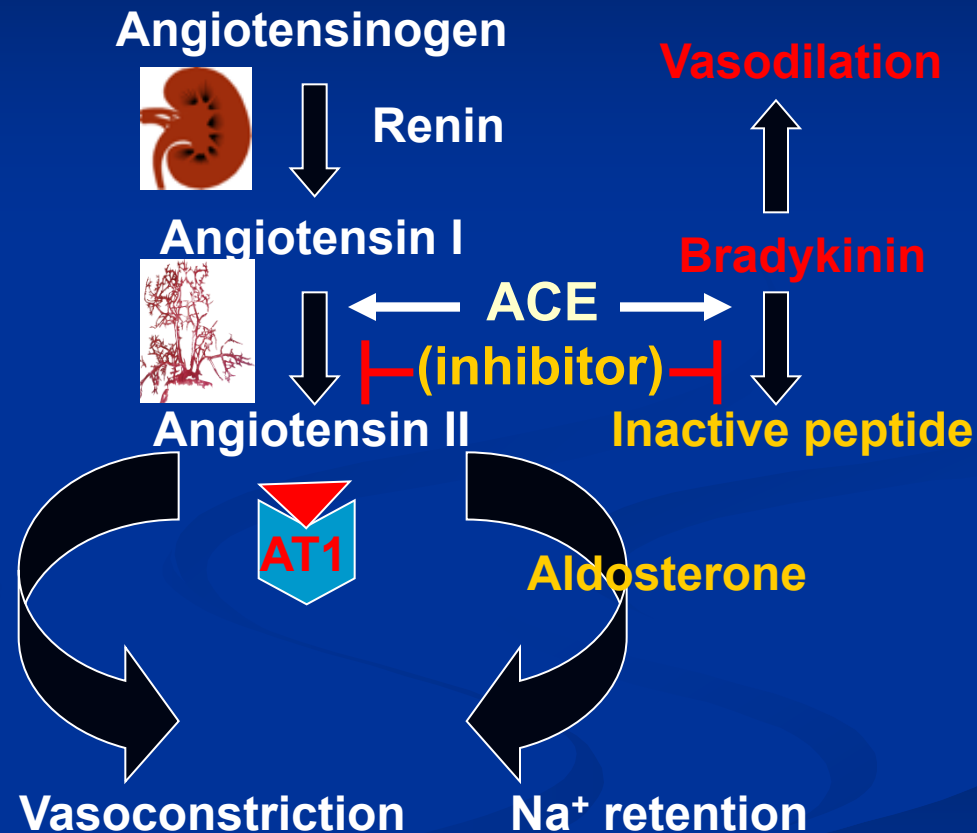 Angiotensinogen
Vasodilation
Renin
Angiotensin I
Bradykinin
ACE
(inhibitor)
Angiotensin II
Inactive peptide
AT1
Aldosterone
Vasoconstriction
Na⁺ retention